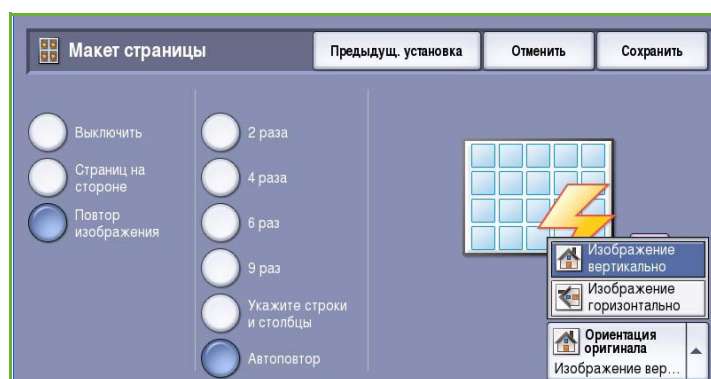 Макет страницы
Предыдущ. установка
Отменить
Сохранить
Выключить
Страниц на
стороне
Повтор
изображения
2 раза
4 раза
6 раз
9 раз
Укажите строки
и столбцы
Автоповтор
Изображение
вертикально
Изображение
горизонтально
Ориентация
оригинала
Изображение вер...